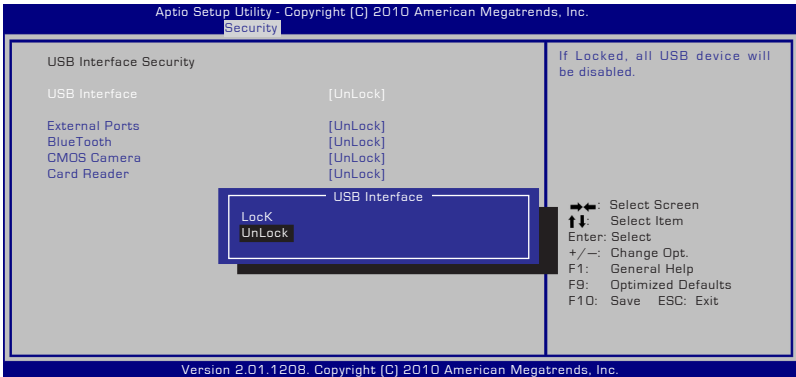 Aptio Setup Utility - Copyright (C) 2010 American Megatrends, Inc.
Security
USB Interface Security
USB Interface [UnLock]
External Ports [UnLock]
BlueTooth [UnLock]
CMOS Camera [UnLock]
Card Reader [UnLock]
USB Interface
LocK
UnLock
If Locked, all USB device will
be disabled.
→←: Select Screen
↑↓: Select Item
Enter: Select
+/—: Change Opt.
F1: General Help
F9: Optimized Defaults
F10: Save ESC: Exit
Version 2.01.1208. Copyright (C) 2010 American Megatrends, Inc.